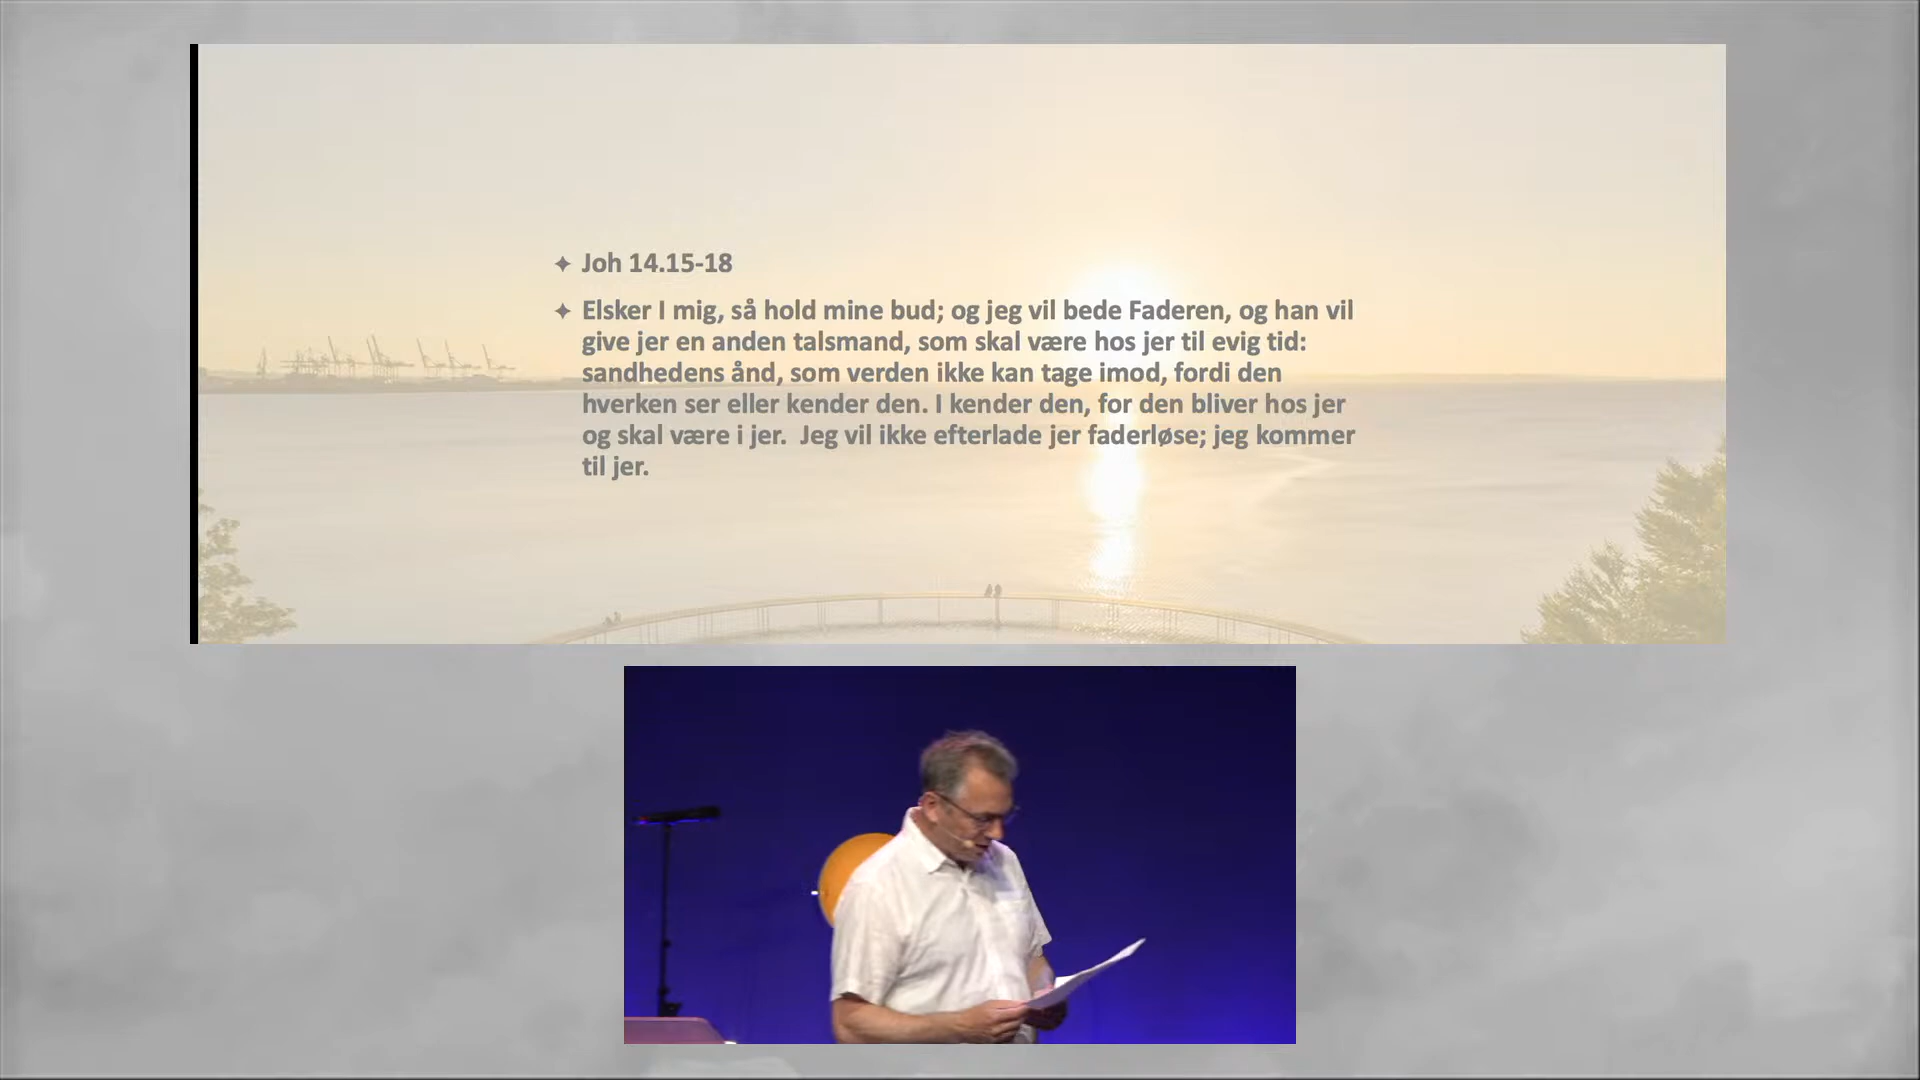 Joh 14.15-18
Elsker I mig, så hold mine bud; og jeg vil bede Faderen, og han vil
give jer en anden talsmand, som skal være hos jer til evig tid:
sandhedens ånd, som verden ikke kan tage imod, fordi den
hverken ser eller kender den. I kender den, for den bliver hos jer
og skal være i jer.  Jeg vil ikke efterlade jer faderløse; jeg kommer
til jer.